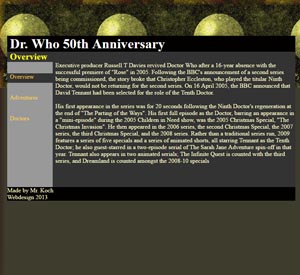 Dr. Who 50th Anniversary
Overview
Overview
Adventures
Doctors
Executive producer Russell T Davies revived Doctor Who after a 16-year absence with the
successful premiere of "Rose" in 2005. Following the BBC's announcement of a second series
being commissioned, the story broke that Christopher Eccleston, who played the titular Ninth
Doctor, would not be returning for the second series. On 16 April 2005, the BBC announced that
David Tennant had been selected for the role of the Tenth Doctor.
His first appearance in the series was for 20 seconds following the Ninth Doctor's regeneration at
the end of "The Parting of the Ways". His first full episode as the Doctor, barring an appearance in
a "mini-episode" during the 2005 Children in Need show, was the 2005 Christmas Special, "The
Christmas Invasion". He then appeared in the 2006 series, the second Christmas Special, the 2007
series, the third Christmas Special, and the 2008 series. Rather than a traditional series run, 2009
features a series of five specials and a series of animated shorts, all starring Tennant as the Tenth
Doctor; he also guest-starred in a two-episode serial of The Sarah Jane Adventure spin-off in that
year. Tennant also appears in two animated serials; The Infinite Quest is counted with the third
series, and Dreamland is counted amongst the 2008-10 specials
Made by Mr. Koch
Webdesign 2013